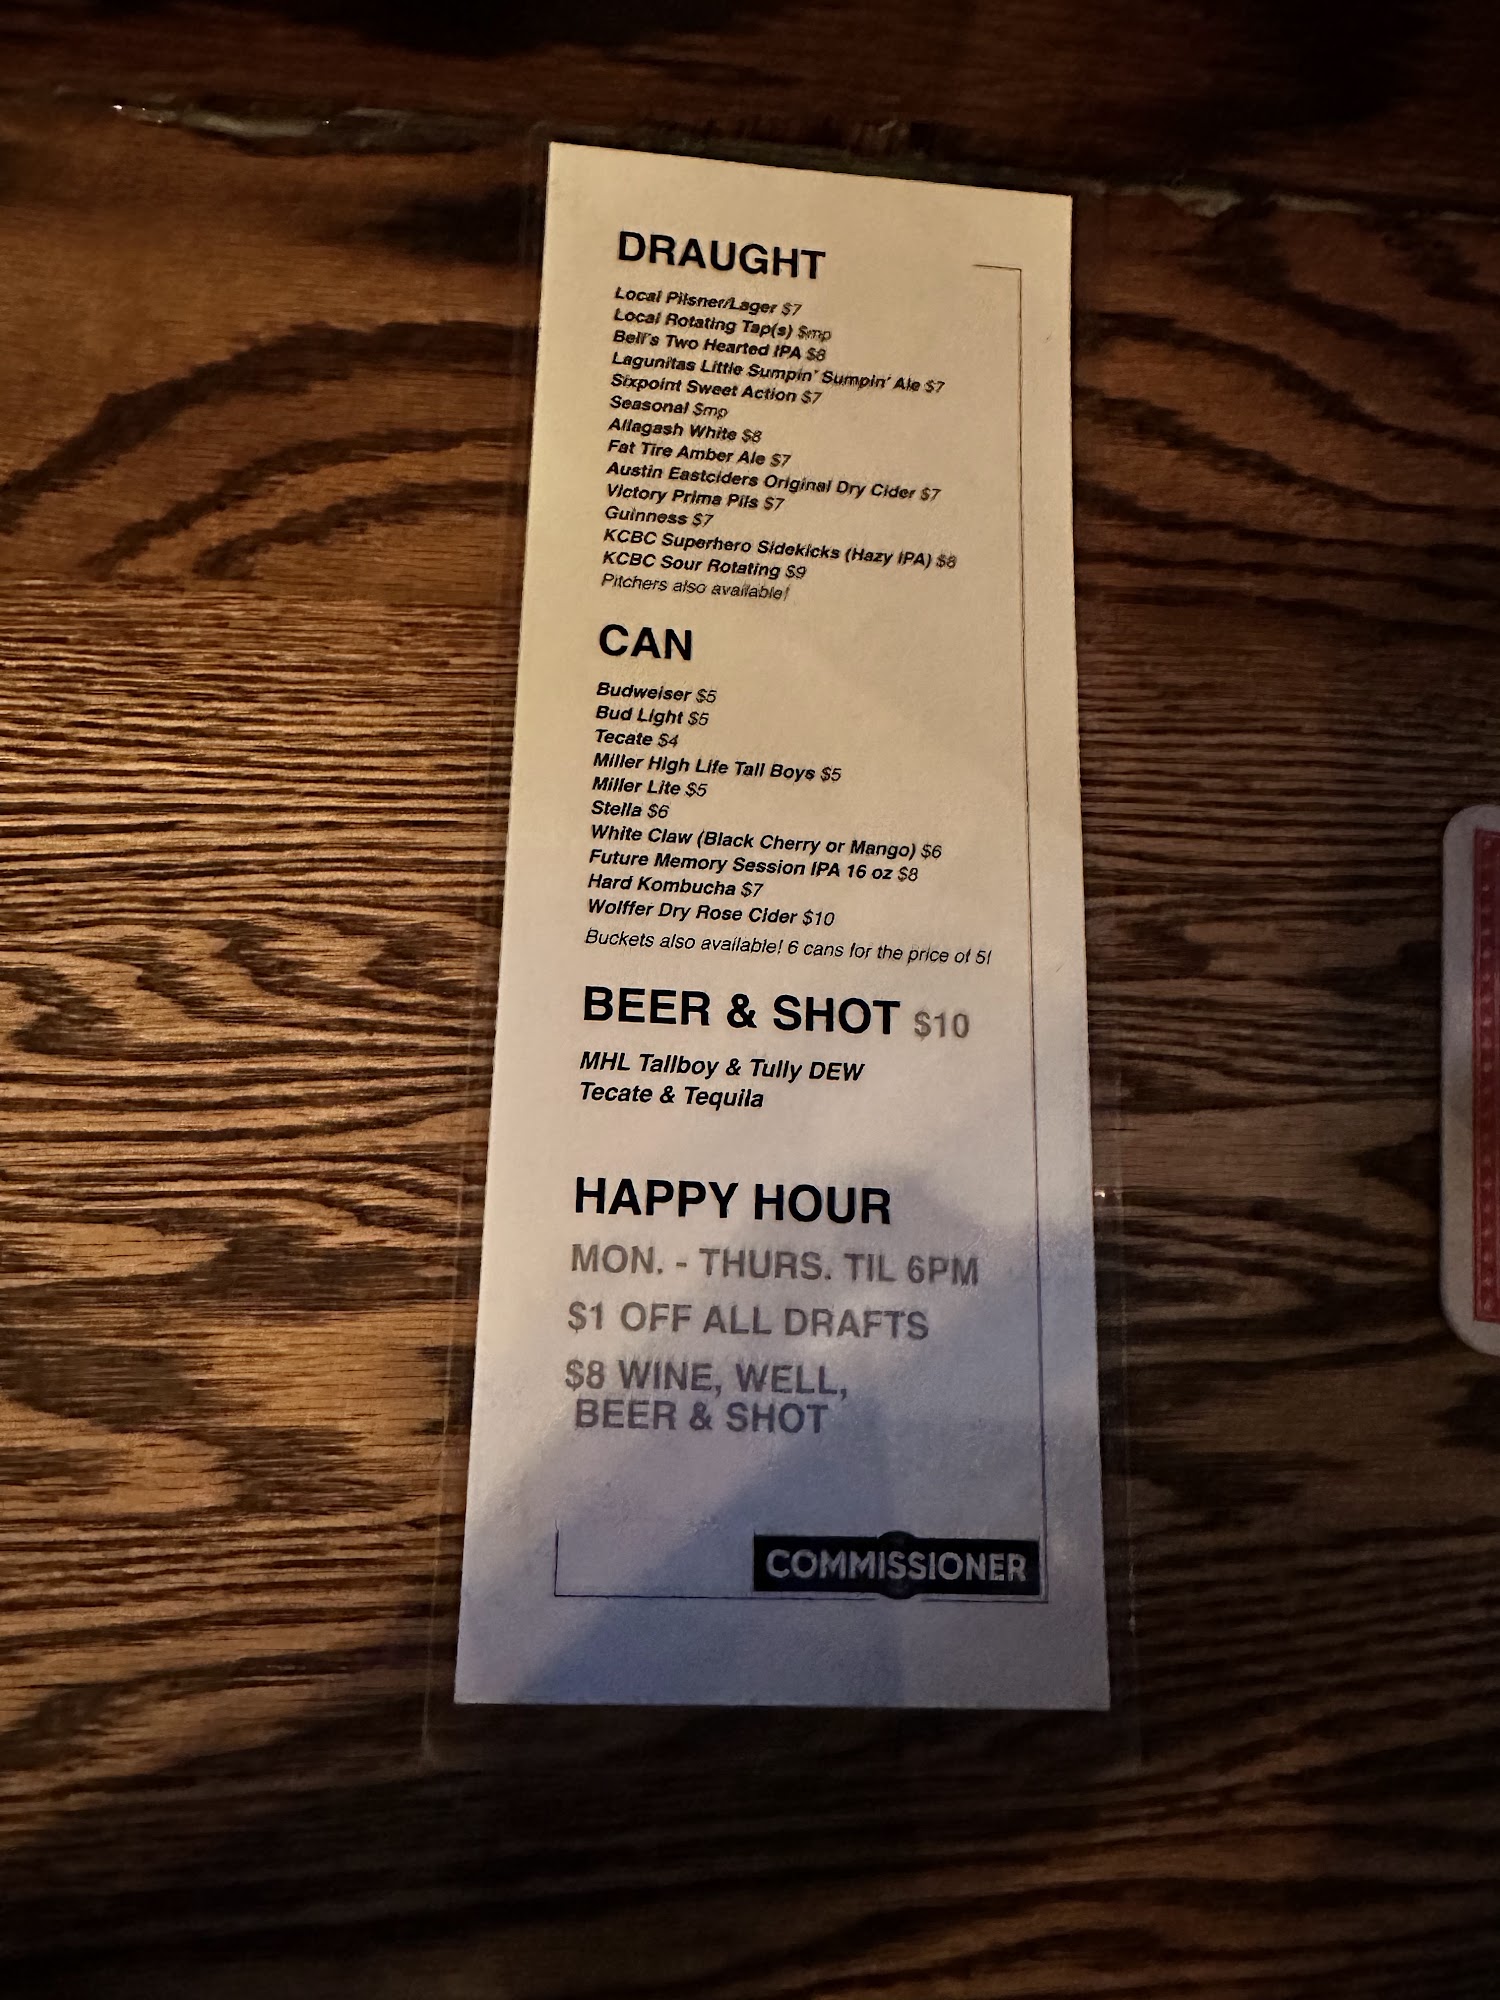 DRAUGHT
Local Pilsner/Lager $7
Local Rotating Tap(s) $mp
Bell's Two Hearted IPA $8
Lagunitas Little Sumpin' Sumpin' Ale $7
Sixpoint Sweet Action $7
Seasonal $mp
Allagash White $8
Fat Tire Amber Ale $7
Austin Eastciders Original Dry Cider $7
Victory Prima Pils $7
Guinness $7
KCBC Superhero Sidekicks (Hazy IPA) $8
KCBC Sour Rotating $9
Pitchers also available!
CAN
Budweiser $5
Bud Light $5
Tecate $4
Miller High Life Tall Boys $5
Miller Lite $5
Stella $6
White Claw (Black Cherry or Mango) $6
Future Memory Session IPA 16 oz $8
Hard Kombucha $7
Wolffer Dry Rose Cider $10
Buckets also available! 6 cans for the price of 5!
BEER & SHOT $10
MHL Tallboy & Tully DEW
Tecate & Tequila
HAPPY HOUR
MON. - THURS. TIL 6PM
$1 OFF ALL DRAFTS
$8 WINE, WELL,
BEER & SHOT
COMMISSIONER